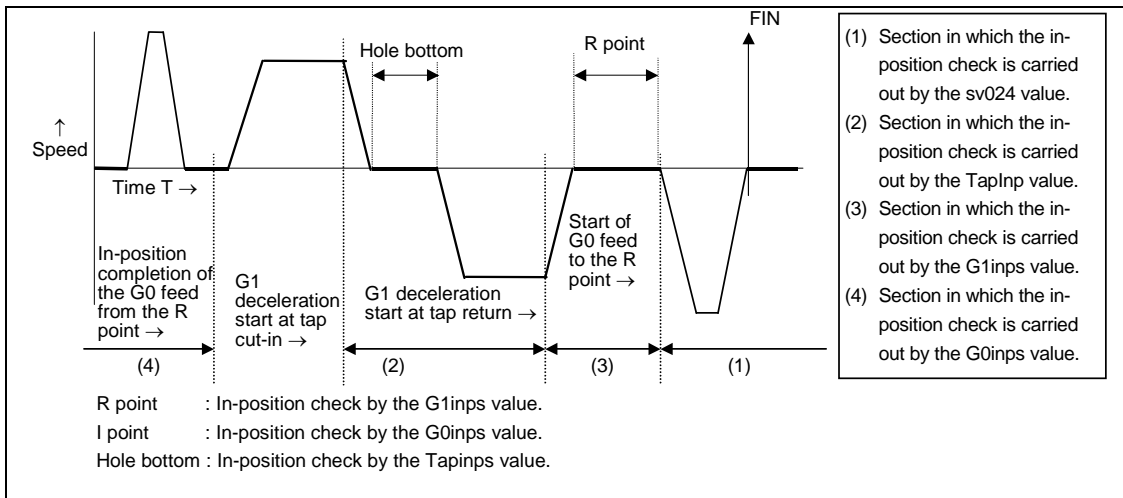 FIN
Hole bottom
R point
↑
Speed
Time T →
In-position
completion of
the G0 feed
from the R
point →
G1
deceleration
start at tap
cut-in →
G1 deceleration
start at tap return →
Start of
G0 feed
to the R
point →
(4)
(2)
(3)
(1)
R point : In-position check by the G1inps value.
I point : In-position check by the G0inps value.
Hole bottom : In-position check by the Tapinps value.
(1) Section in which the in-
position check is carried
out by the sv024 value.
(2) Section in which the in-
position check is carried
out by the TapInp value.
(3) Section in which the in-
position check is carried
out by the G1inps value.
(4) Section in which the in-
position check is carried
out by the G0inps value.